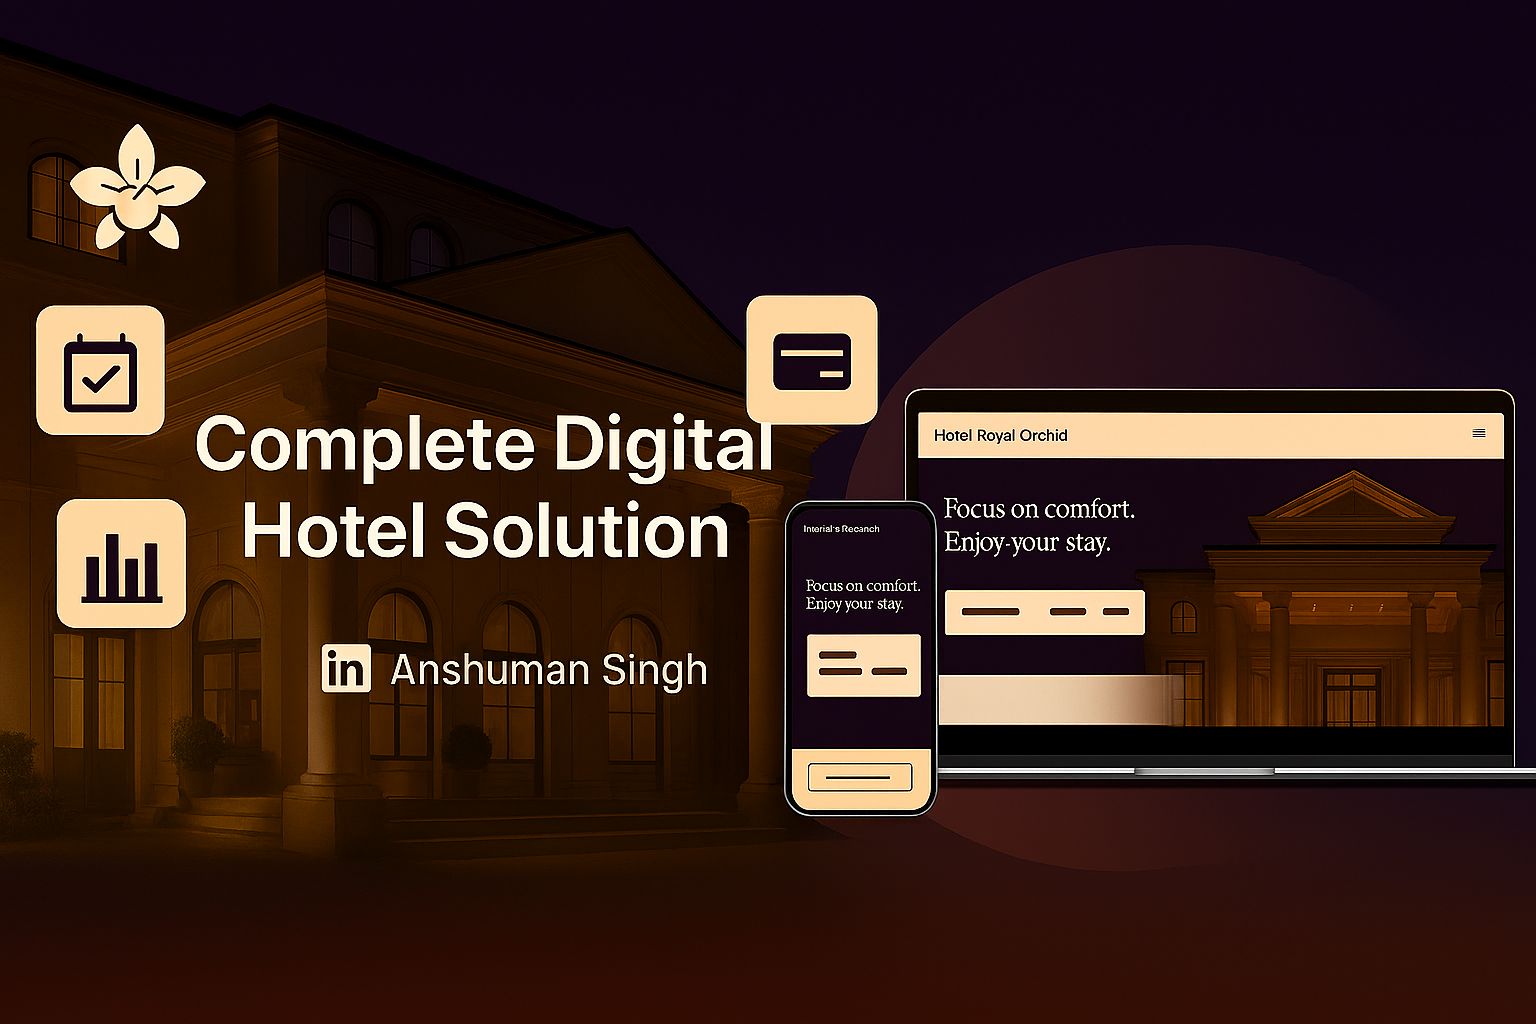 Complete Digital
Hotel Solution
in Anshuman Singh
Hotel Royal Orchid
Focus on comfort.
Enjoy-your stay.
Interial's Recanch
Focus on comfort.
Enjoy your stay.